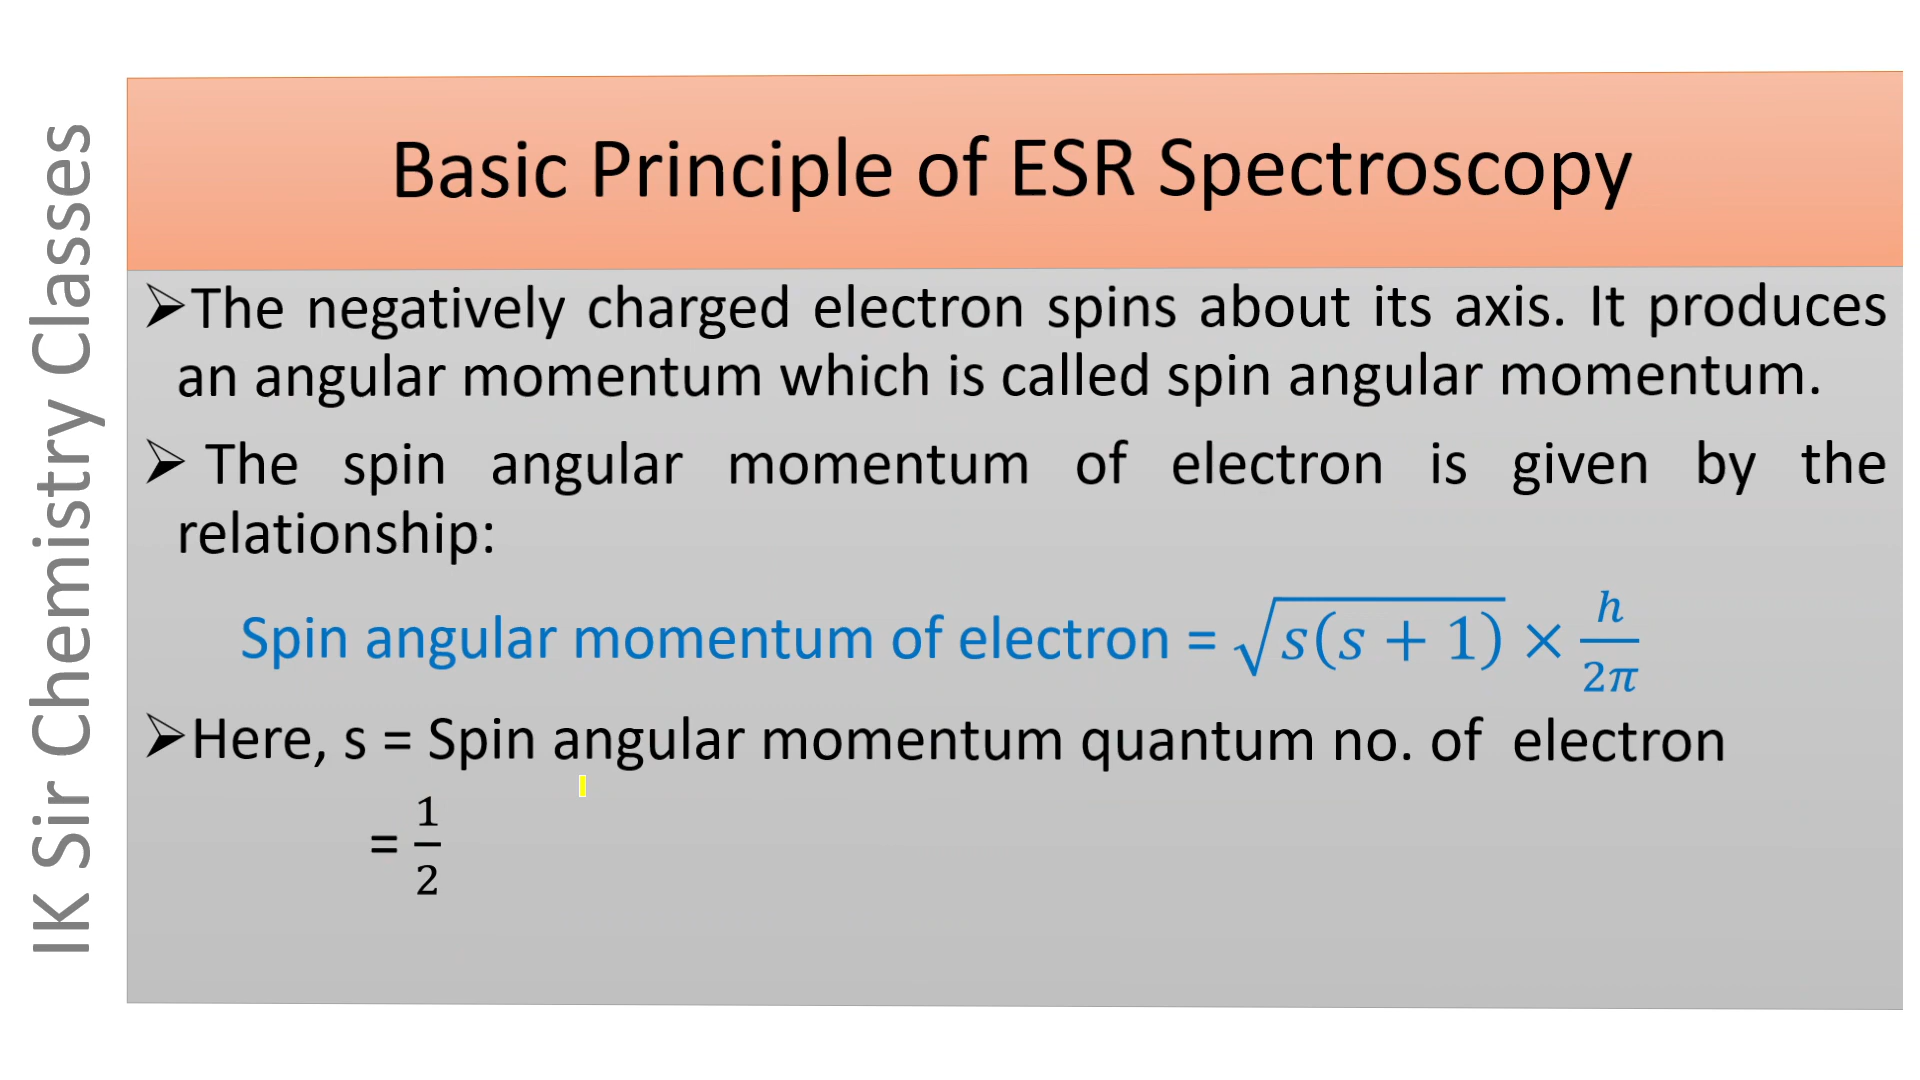 IK Sir Chemistry Classes
Basic Principle of ESR Spectroscopy
➢The negatively charged electron spins about its axis. It produces
an angular momentum which is called spin angular momentum.
➢ The spin angular momentum of electron is given by the
relationship:
Spin angular momentum of electron = √s(s + 1) × h/2π
➢Here, s = Spin angular momentum quantum no. of electron
= 1/2